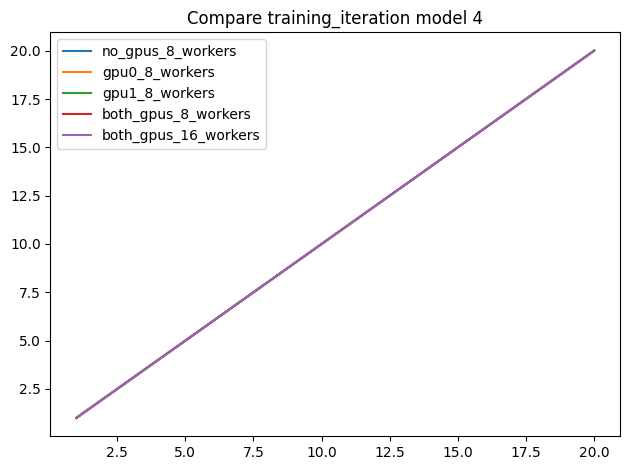 Compare training_iteration model 4
no_gpus_8_workers
gpu0_8_workers
gpu1_8_workers
both_gpus_8_workers
both_gpus_16_workers
20.0
17.5
15.0
12.5
10.0
7.5
5.0
2.5
2.5 5.0 7.5 10.0 12.5 15.0 17.5 20.0